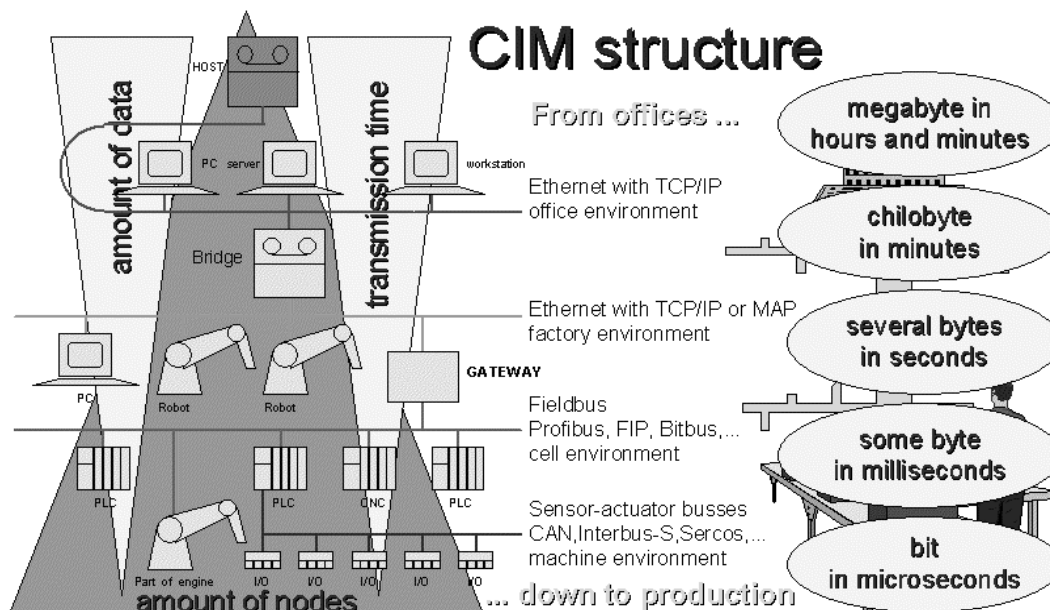 CIM structure
HOST
amount of data
transmission time
From offices ...
megabyte in
hours and minutes
PC server
workstation
Ethernet with TCP/IP
office environment
chilobyte
in minutes
Bridge
Ethernet with TCP/IP or MAP
factory environment
several bytes
in seconds
GATEWAY
PC
Robot
Robot
Fieldbus
Profibus, FIP, Bitbus,...
cell environment
some byte
in milliseconds
PLC
PLC
CNC
PLC
Sensor-actuator busses
CAN,Interbus-S,Sercos,...
machine environment
bit
in microseconds
Part of engine
I/O
I/O
I/O
I/O
I/O
amount of nodes
... down to production